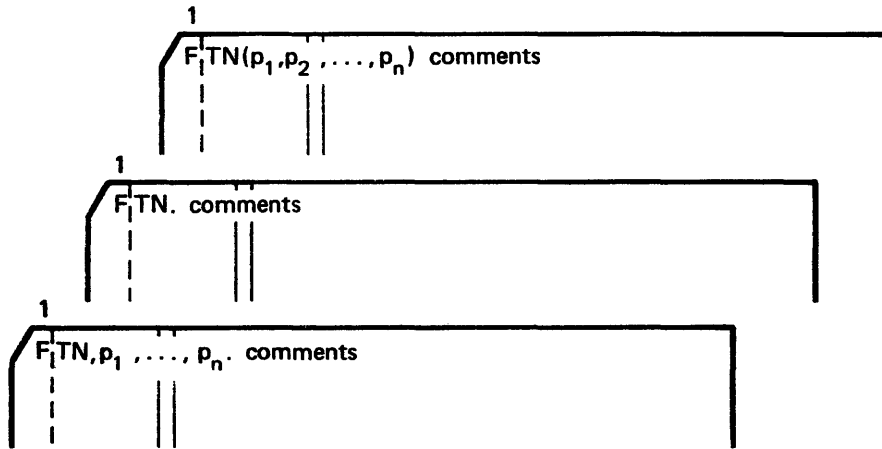 1
FTN(p₁,p₂,...,pₙ) comments
1
FTN. comments
1
FTN,p₁,...,pₙ. comments